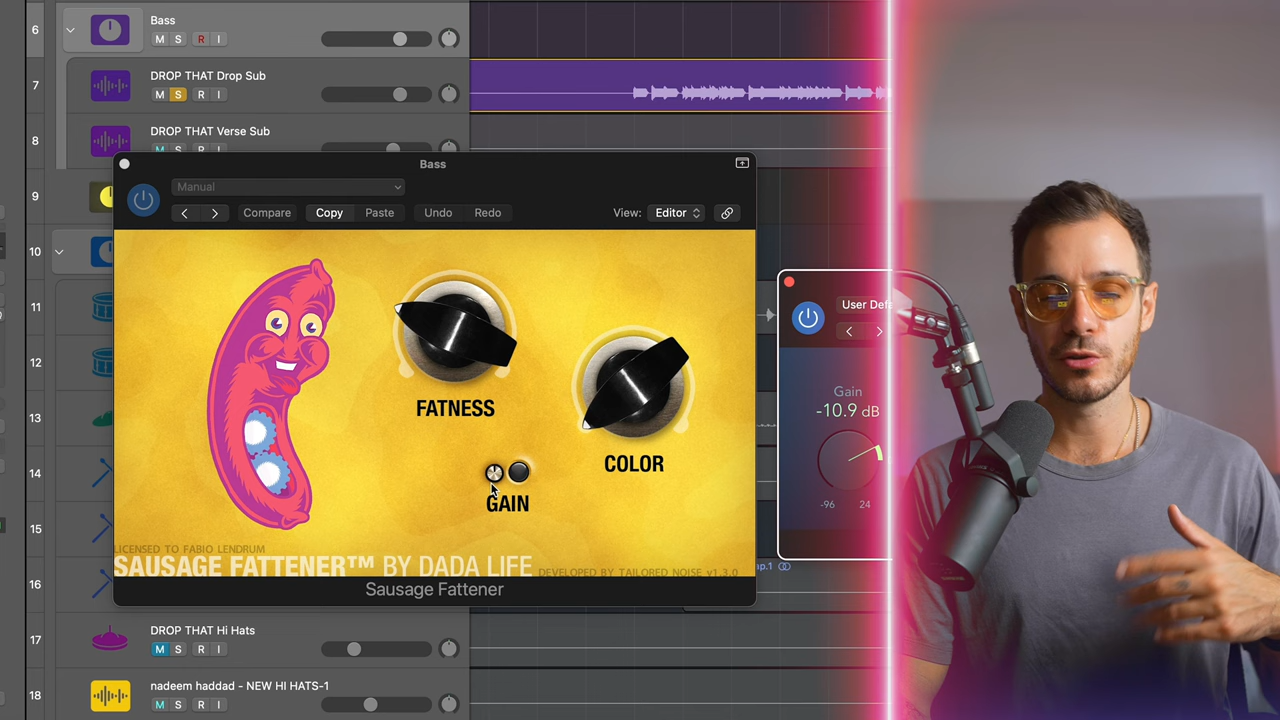 6
Bass
M S R I
7
DROP THAT Drop Sub
M S R I
8
DROP THAT Verse Sub
M S R I
Bass
9
Manual
Compare
Copy
Paste
Undo
Redo
View:
Editor
10
11
12
13
14
15
16
17
18
FATNESS
COLOR
GAIN
LICENSED TO FABIO LENDRUM
SAUSAGE FATTENER™ BY DADA LIFE
DEVELOPED BY TAILORED NOISE v1.3.0
Sausage Fattener
User Defa
Gain
-10.9 dB
-96
24
p.1
DROP THAT Hi Hats
M S R I
nadeem haddad - NEW HI HATS-1
M S R I